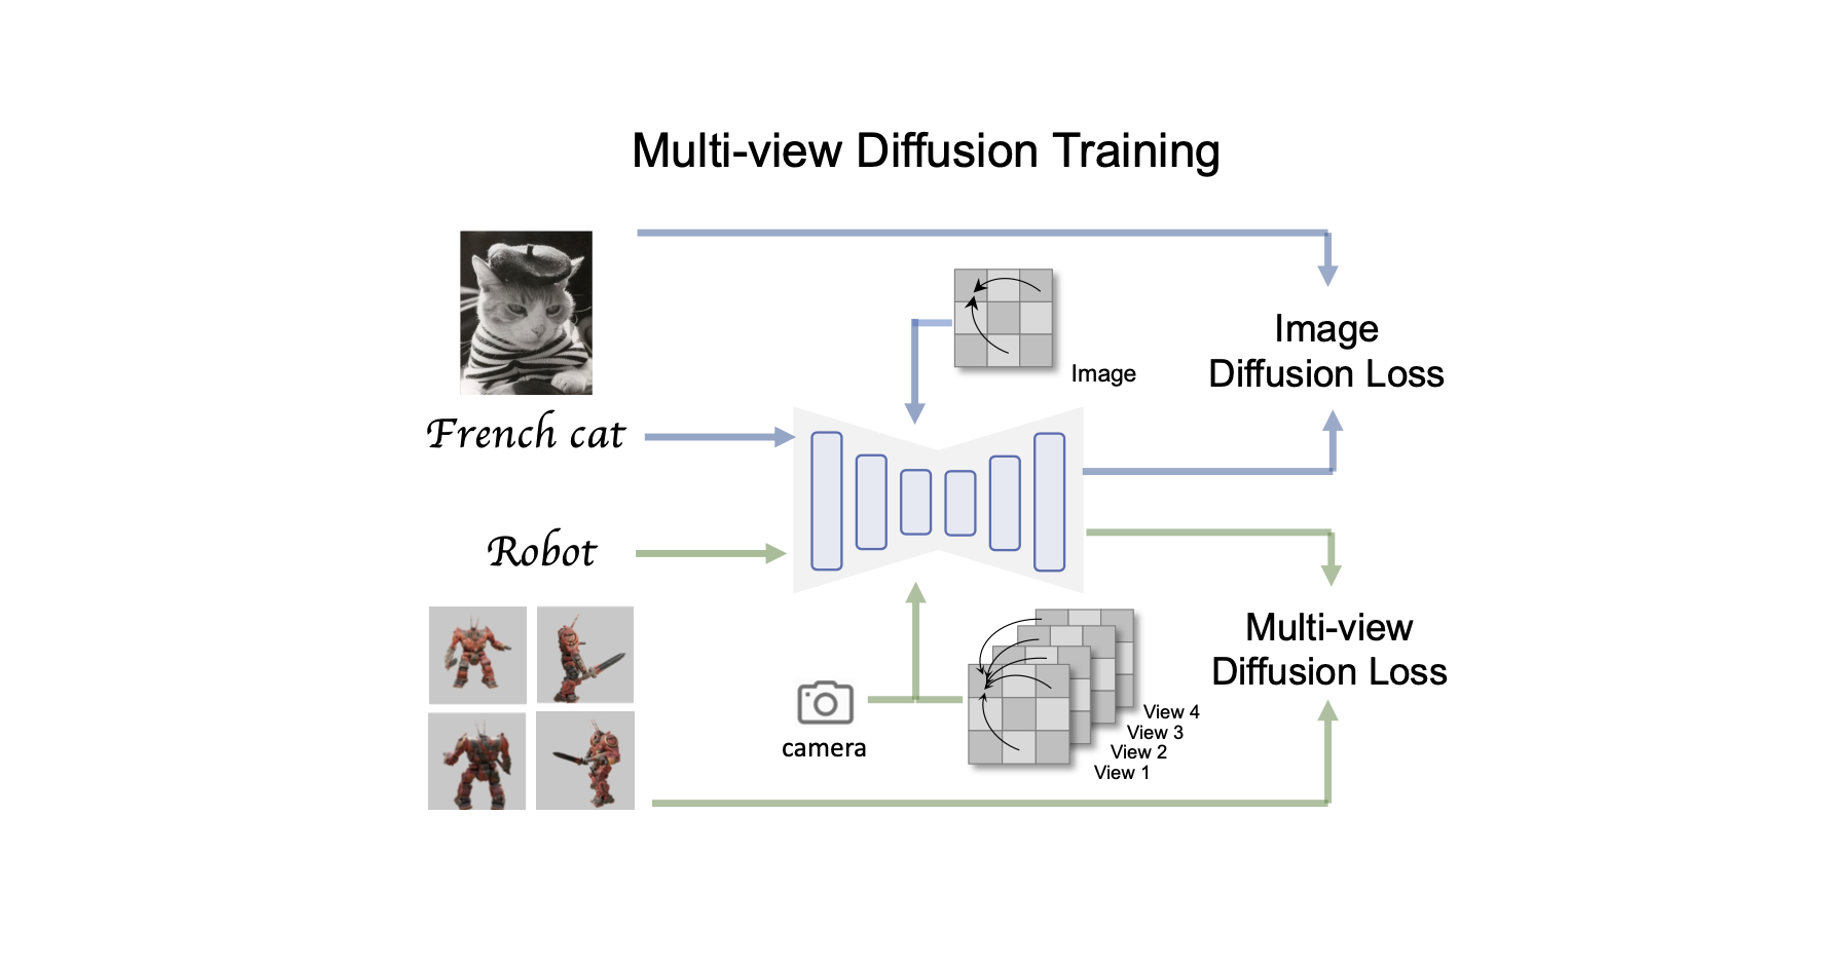 Multi-view Diffusion Training
Image
Image
Diffusion Loss
French cat
Robot
camera
View 4
View 3
View 2
View 1
Multi-view
Diffusion Loss